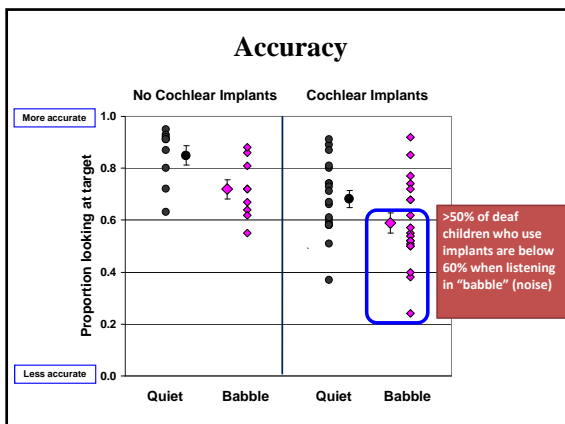 Accuracy
No Cochlear Implants
Cochlear Implants
More accurate
Less accurate
Proportion looking at target
1.0
0.8
0.6
0.4
0.2
0.0
Quiet
Babble
Quiet
Babble
>50% of deaf
children who use
implants are below
60% when listening
in “babble” (noise)